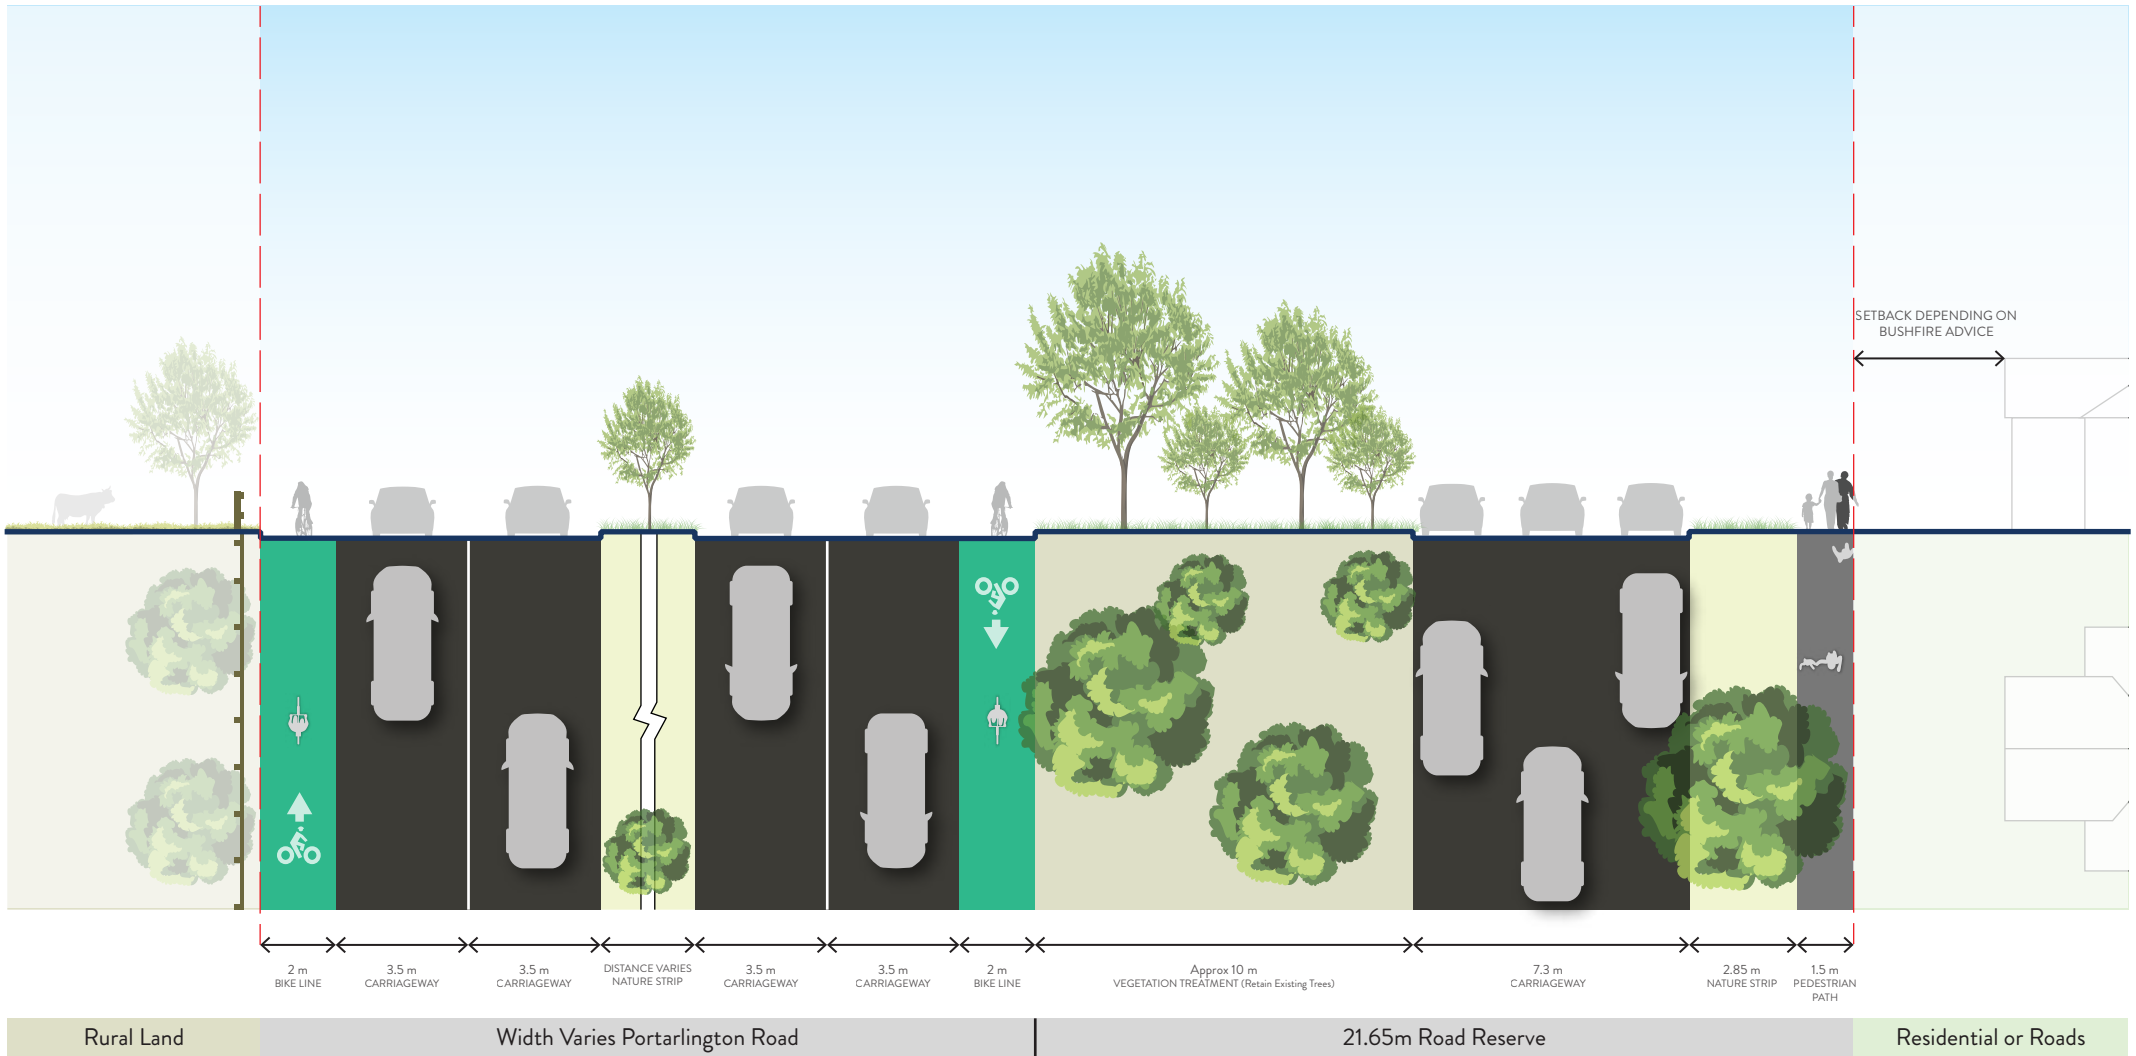 SETBACK DEPENDING ON
BUSHFIRE ADVICE
2 m
BIKE LINE
3.5 m
CARRIAGEWAY
3.5 m
CARRIAGEWAY
DISTANCE VARIES
NATURE STRIP
3.5 m
CARRIAGEWAY
3.5 m
CARRIAGEWAY
2 m
BIKE LINE
Approx 10 m
VEGETATION TREATMENT (Retain Existing Trees)
7.3 m
CARRIAGEWAY
2.85 m
NATURE STRIP
1.5 m
PEDESTRIAN
PATH
Rural Land
Width Varies Portarlington Road
21.65m Road Reserve
Residential or Roads